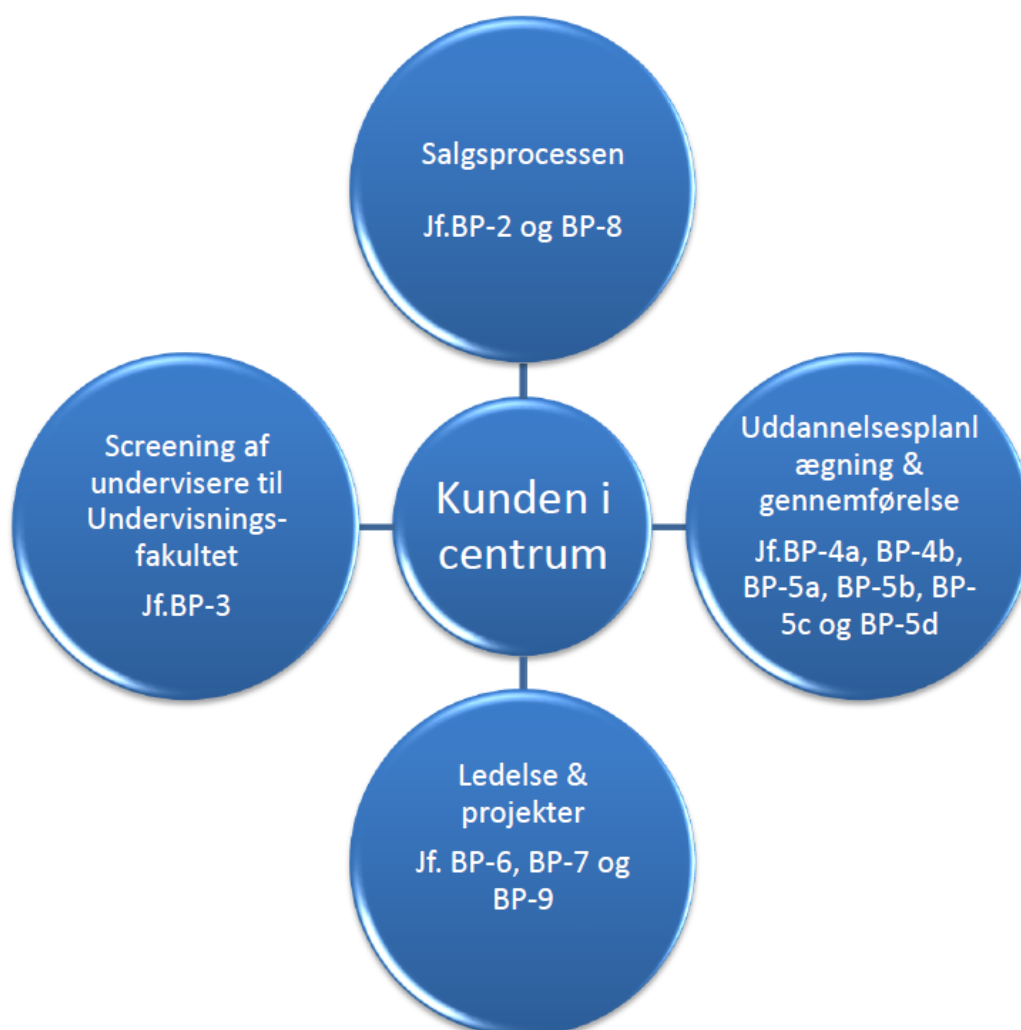 Salgsprocessen
Jf.BP-2 og BP-8
Screening af
undervisere til
Undervisnings-
fakultet
Jf.BP-3
Kunden i
centrum
Uddannelsesplanl
ægning &
gennemførelse
Jf.BP-4a, BP-4b,
BP-5a, BP-5b, BP-
5c og BP-5d
Ledelse &
projekter
Jf. BP-6, BP-7 og
BP-9